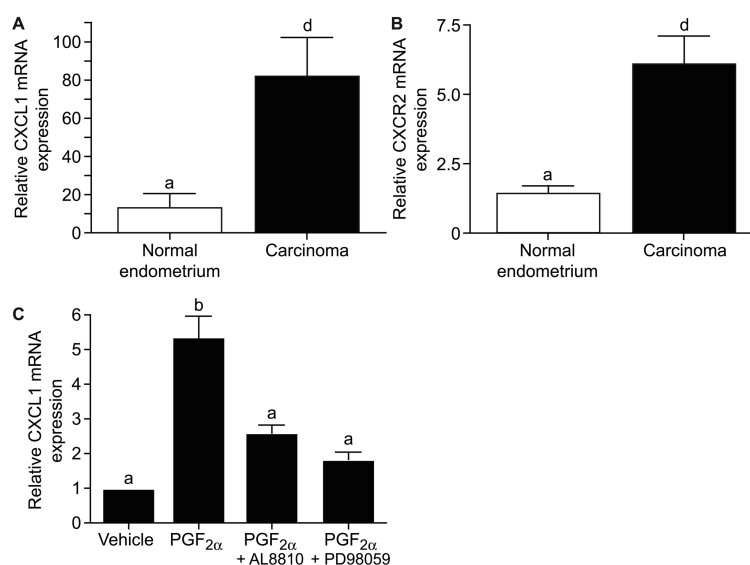 A
Relative CXCL1 mRNA
expression
110
100
80
60
40
20
10
0
a
d
Normal
endometrium
Carcinoma
B
Relative CXCR2 mRNA
expression
7.5
5.0
2.5
0
a
d
Normal
endometrium
Carcinoma
C
Relative CXCL1 mRNA
expression
6
5
4
3
2
1
0
a
b
a
a
Vehicle
PGF2α
PGF2α
+ AL8810
PGF2α
+ PD98059